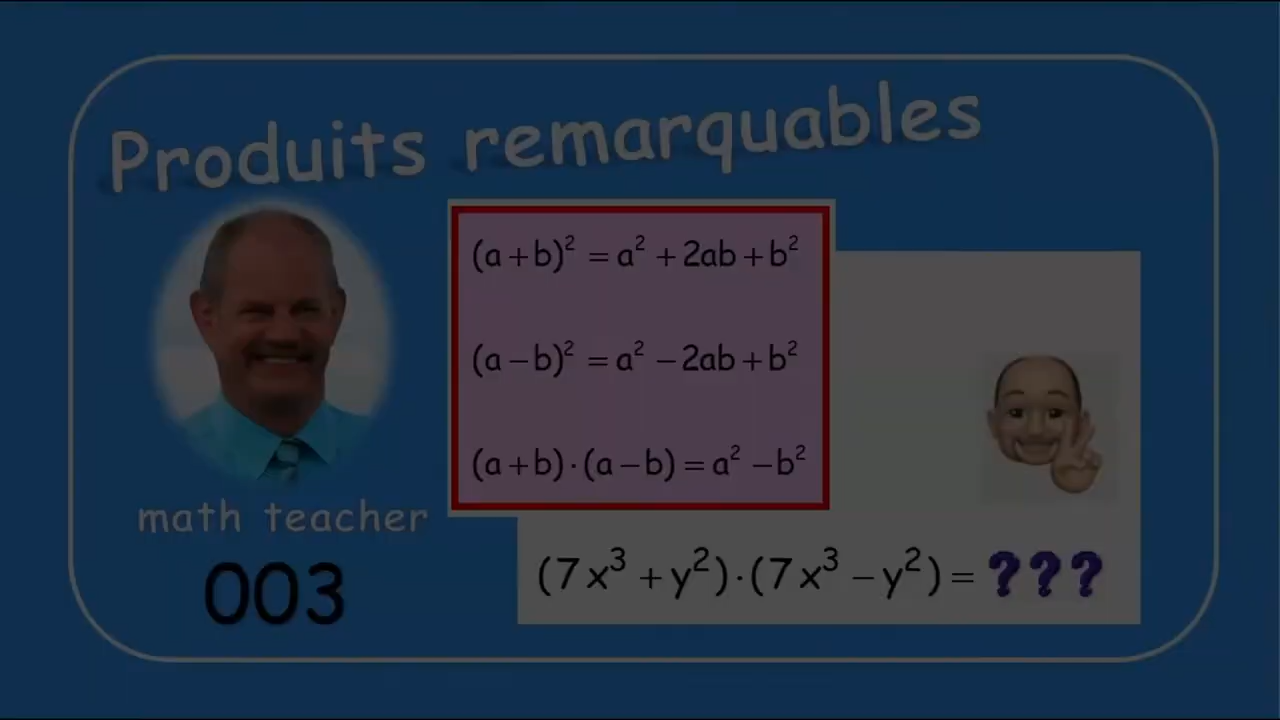 Produits remarquables
(a+b)² = a² + 2ab + b²
(a−b)² = a² − 2ab + b²
(a+b)·(a−b) = a² − b²
math teacher
003
(7x³ + y²)·(7x³ − y²) = ???